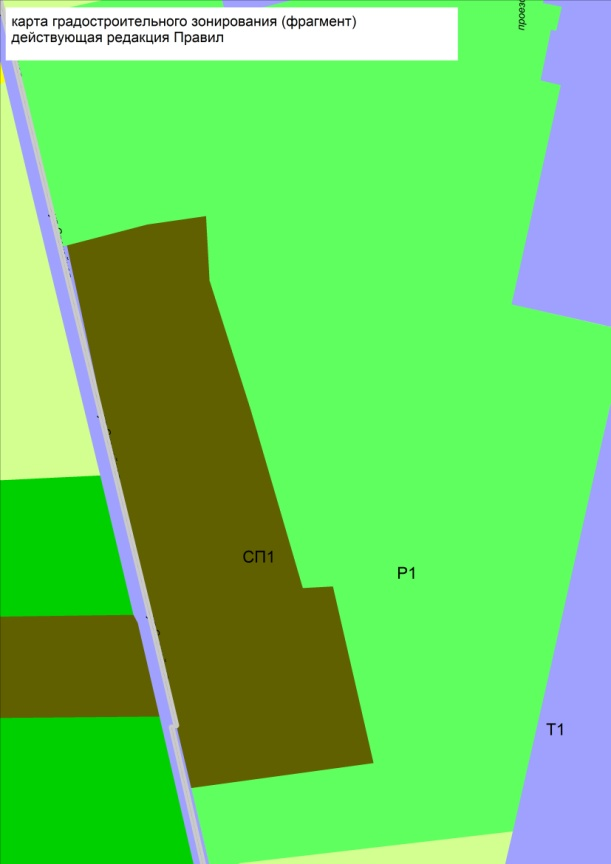 карта градостроительного зонирования (фрагмент)
действующая редакция Правил
СП1
Р1
Т1